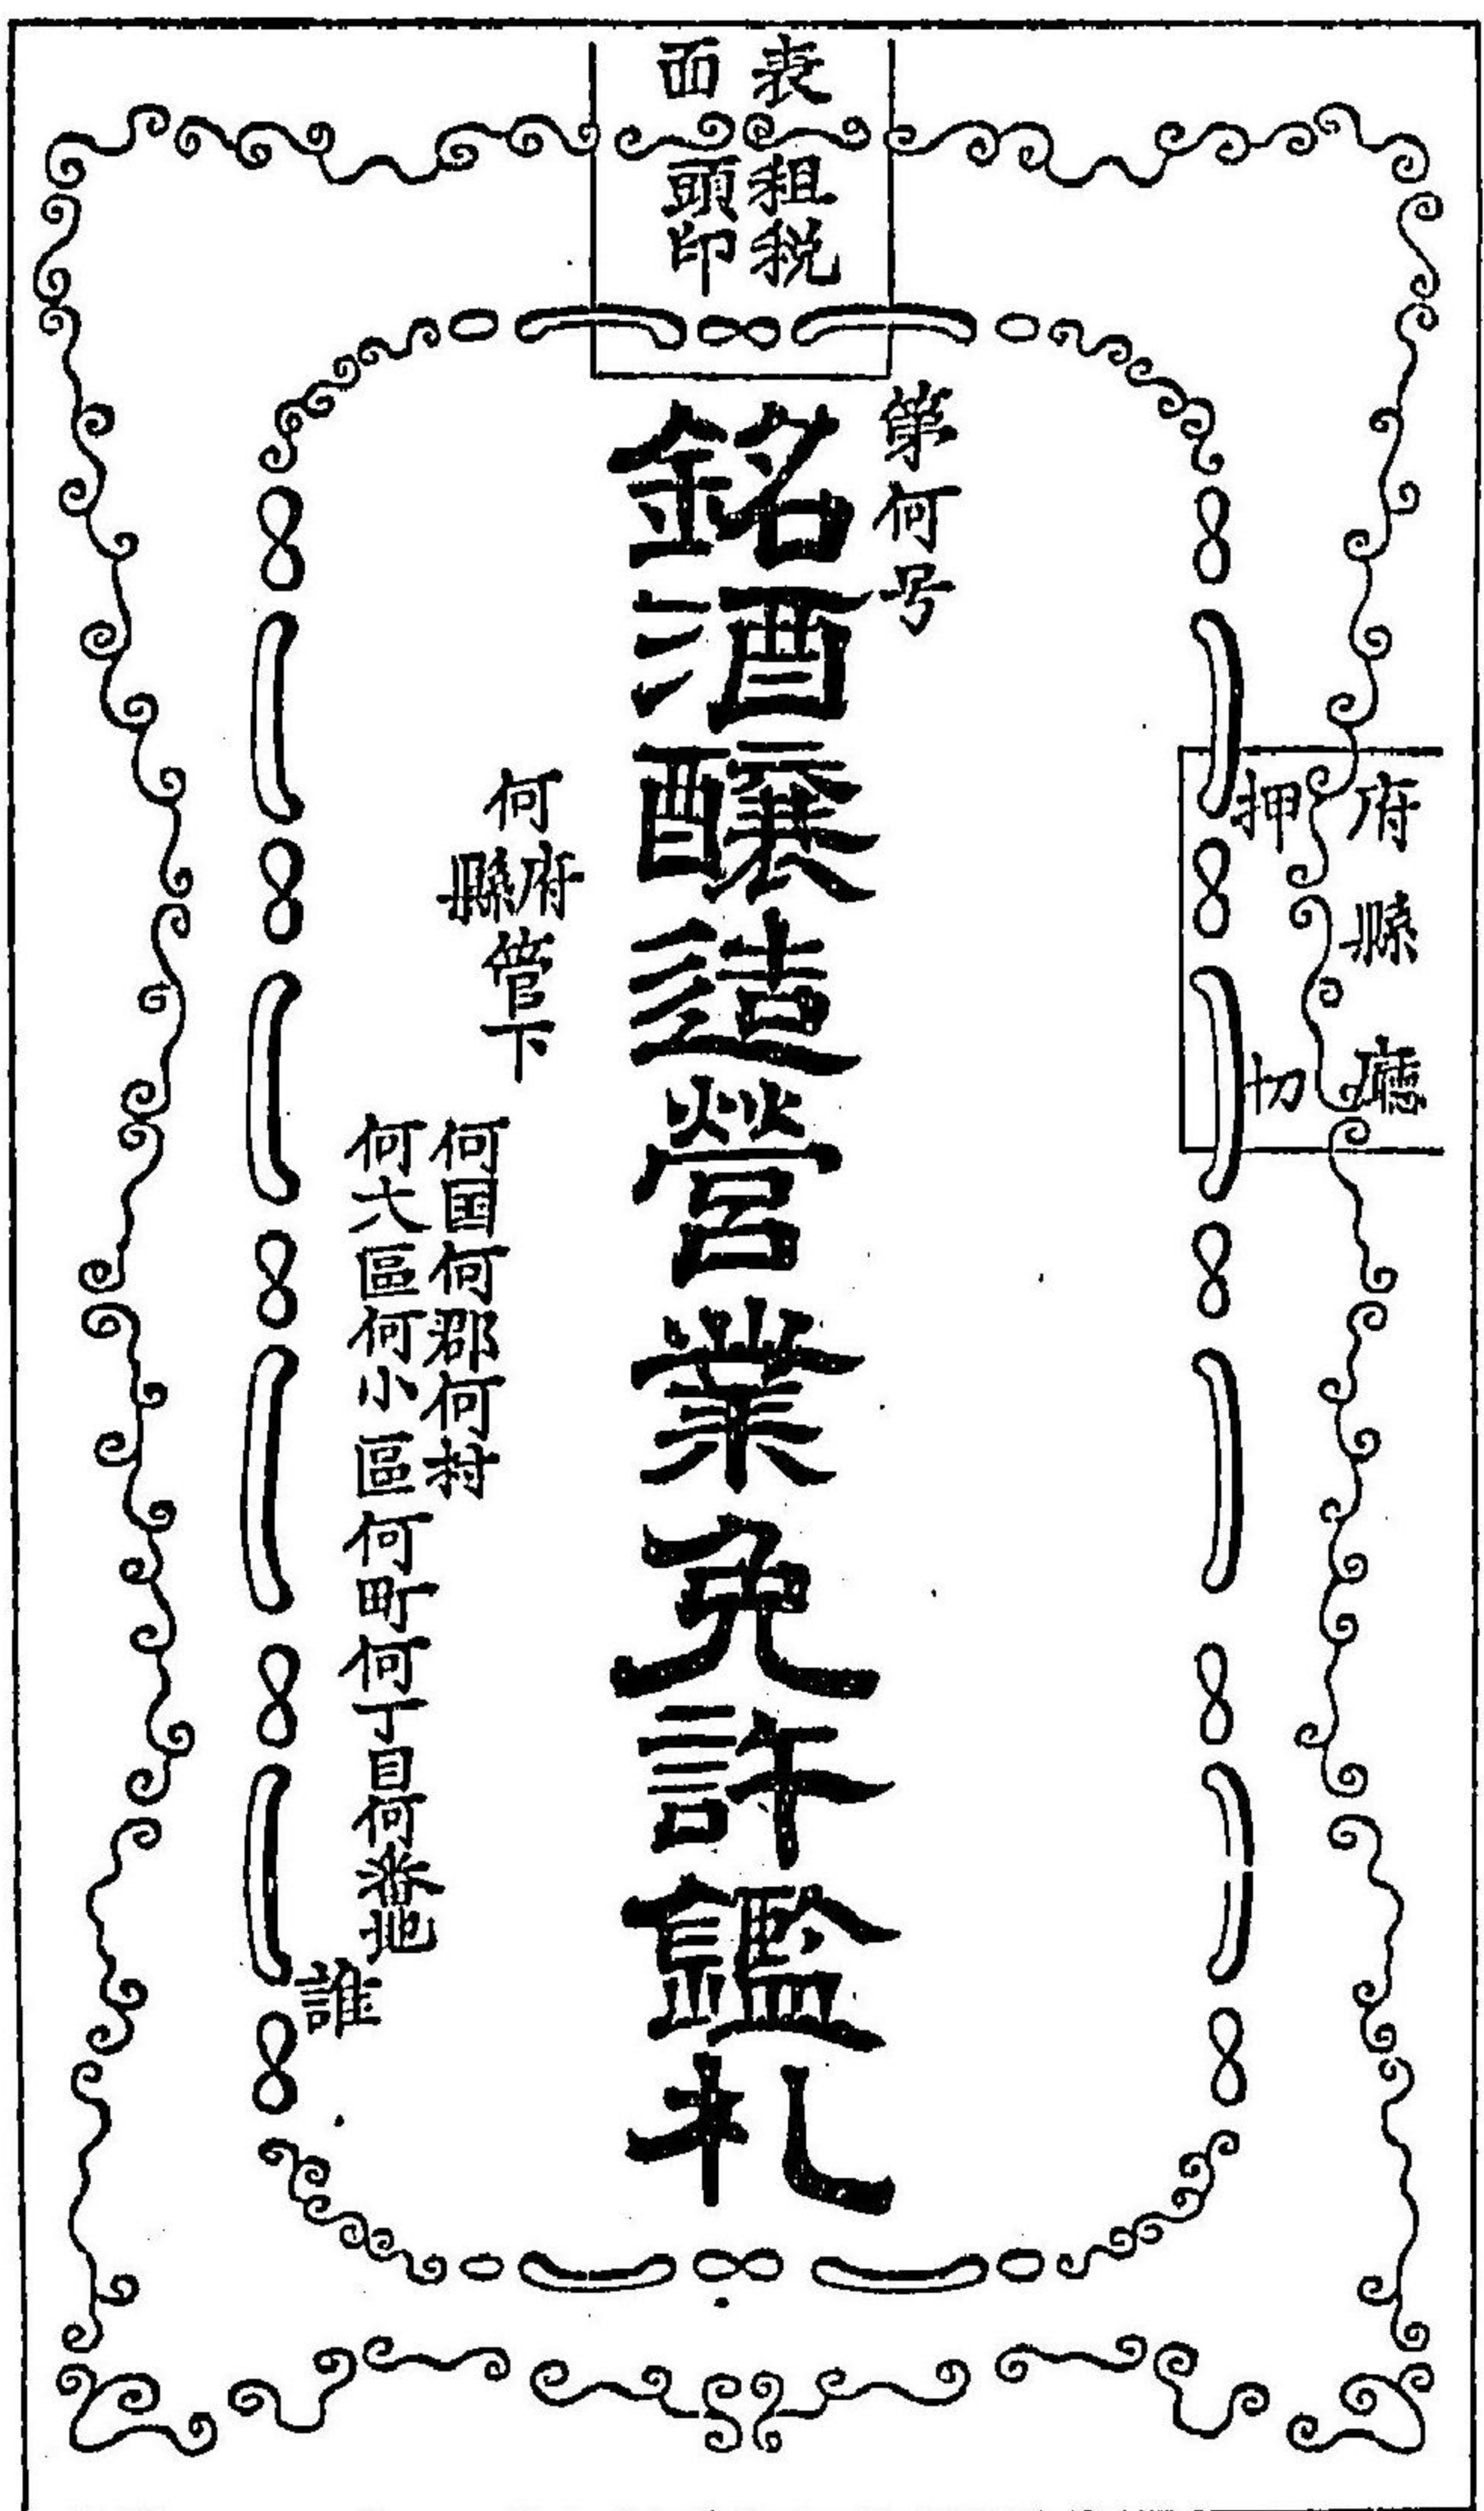 表面
租税
頭印
府縣廳
押切
第何号
銘酒醸造營業免許鑑札
何府縣管下
何国何郡何村
何大區何小區何町何丁目何番地
誰